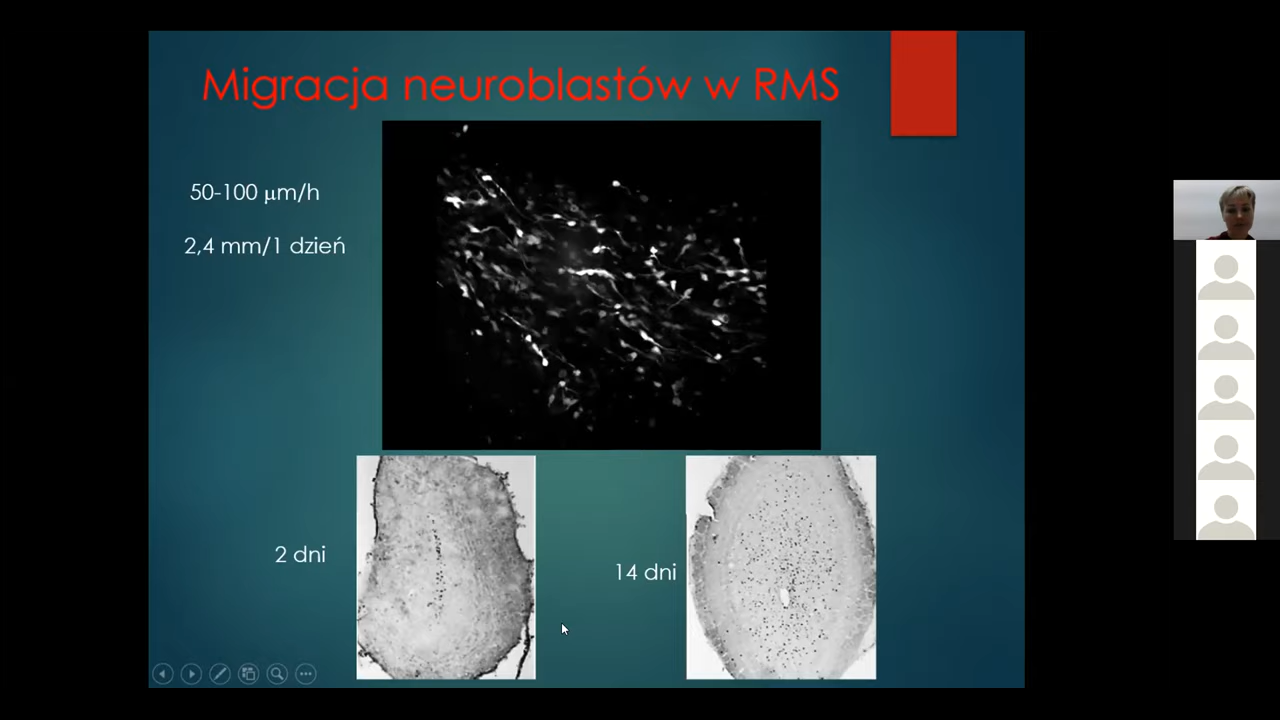 Migracja neuroblastów w RMS
50-100 μm/h
2,4 mm/1 dzień
2 dni
14 dni